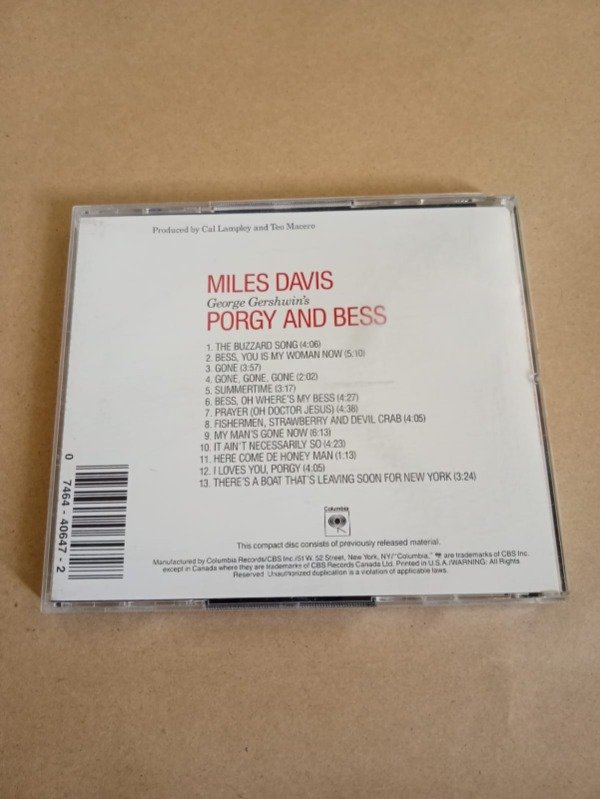 Produced by Cal Lampley and Teo Macero
MILES DAVIS
George Gershwin's
PORGY AND BESS
1. THE BUZZARD SONG (4:06)
2. BESS, YOU IS MY WOMAN NOW (5:10)
3. GONE (3:57)
4. GONE, GONE, GONE (2:02)
5. SUMMERTIME (3:17)
6. BESS, OH WHERE'S MY BESS (4:27)
7. PRAYER (OH DOCTOR JESUS) (4:38)
8. FISHERMEN, STRAWBERRY AND DEVIL CRAB (4:05)
9. MY MAN'S GONE NOW (6:13)
10. IT AIN'T NECESSARILY SO (4:23)
11. HERE COME DE HONEY MAN (1:13)
12. I LOVES YOU, PORGY (4:05)
13. THERE'S A BOAT THAT'S LEAVING SOON FOR NEW YORK (3:24)
0 7464-40647-2
Columbia
This compact disc consists of previously released material.
Manufactured by Columbia Records/CBS Inc./51 W. 52 Street, New York, NY/"Columbia," are trademarks of CBS Inc.
except in Canada where they are trademarks of CBS Records Canada Ltd. Printed in U.S.A./WARNING: All Rights
Reserved. Unauthorized duplication is a violation of applicable laws.